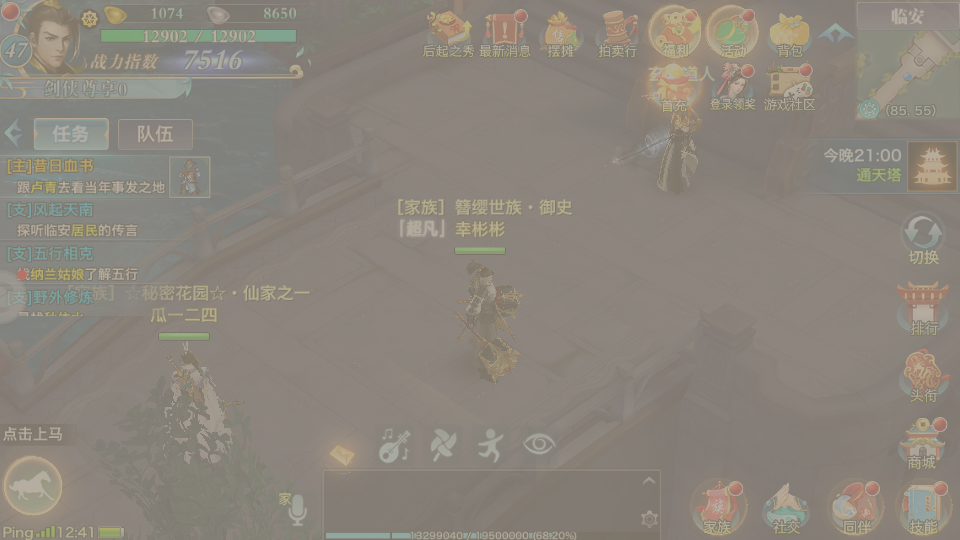 1074
8650
12902 / 12902
47
战力指数 7516
剑侠尊享0
后起之秀
最新消息
摆摊
拍卖行
福利
活动
背包
临安
首充
登录领奖
游戏社区
(85, 55)
任务
队伍
今晚21:00
通天塔
[主]昔日血书
跟卢青去看当年事发之地
[支]风起天南
探听临安居民的传言
[支]五行相克
找纳兰姑娘了解五行
[支]野外修炼
[家族] 簪缨世族·御史
「超凡」 幸彬彬
族] ☆秘密花园☆·仙家之一
瓜一二四
切换
排行
头衔
商城
点击上马
家
家族
社交
同伴
技能
Ping
12:41
13299040 / 19500000 (68.20%)